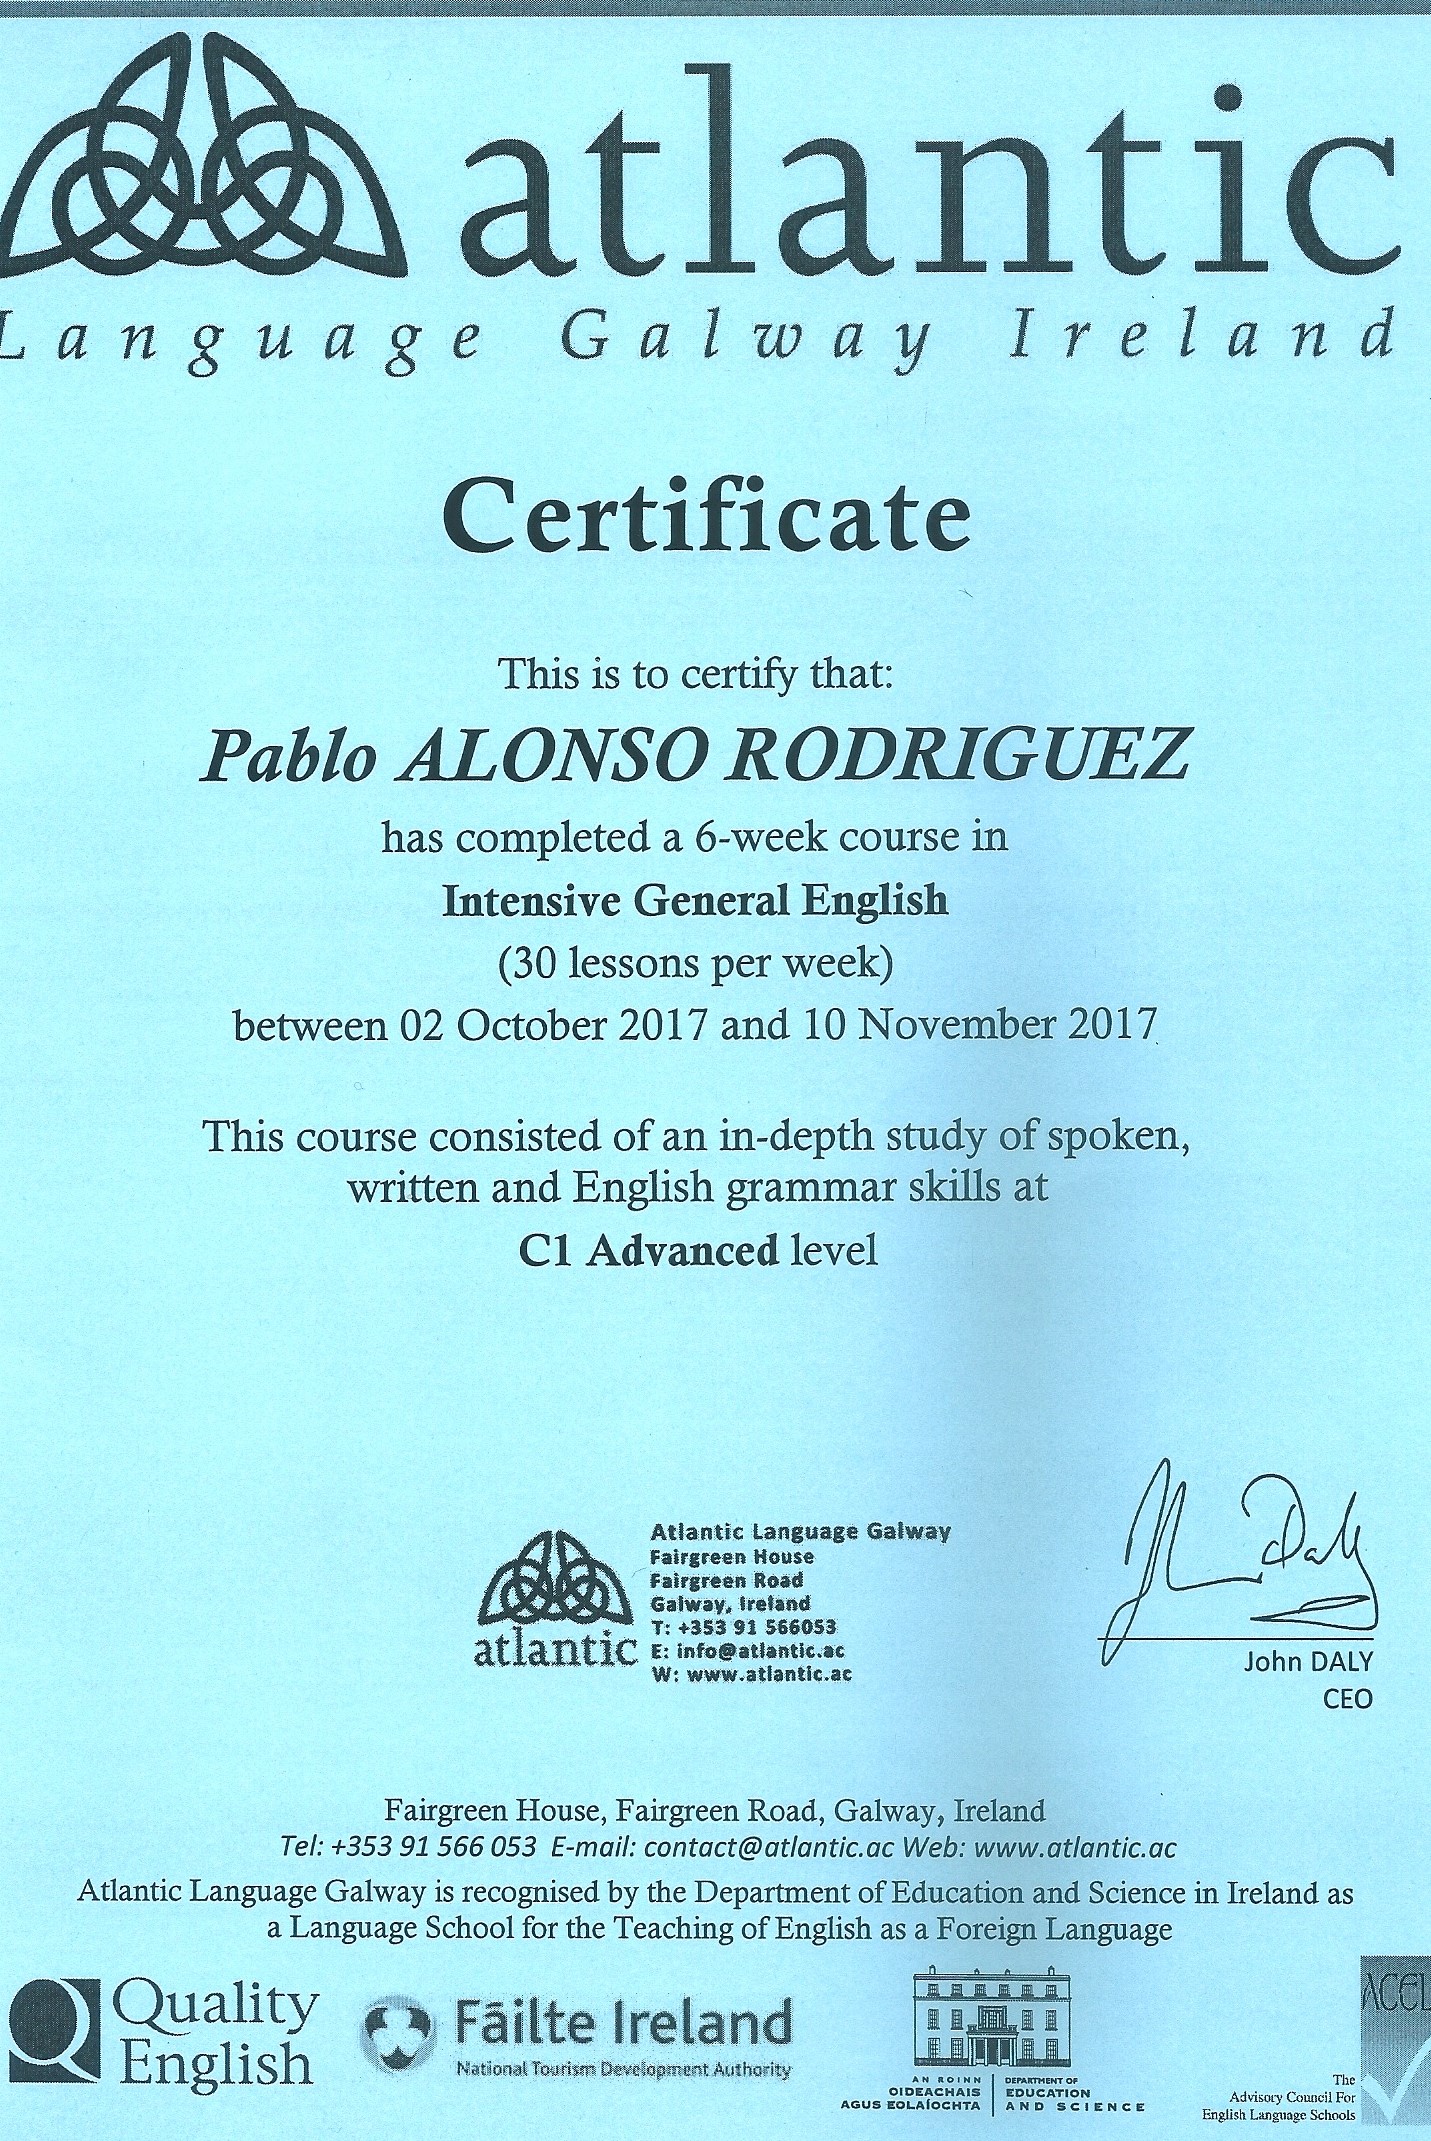 atlantic
Language Galway Ireland
Certificate
This is to certify that:
Pablo ALONSO RODRIGUEZ
has completed a 6-week course in
Intensive General English
(30 lessons per week)
between 02 October 2017 and 10 November 2017
This course consisted of an in-depth study of spoken,
written and English grammar skills at
C1 Advanced level
atlantic
Atlantic Language Galway
Fairgreen House
Fairgreen Road
Galway, Ireland
T: +353 91 566053
E: info@atlantic.ac
W: www.atlantic.ac
John Daly
John DALY
CEO
Fairgreen House, Fairgreen Road, Galway, Ireland
Tel: +353 91 566 053 E-mail: contact@atlantic.ac Web: www.atlantic.ac
Atlantic Language Galway is recognised by the Department of Education and Science in Ireland as
a Language School for the Teaching of English as a Foreign Language
Quality
English
Fáilte Ireland
National Tourism Development Authority
AN ROINN
OIDEACHAIS
AGUS EOLAÍOCHTA
DEPARTMENT OF
EDUCATION
AND SCIENCE
ACEL
The
Advisory Council For
English Language Schools